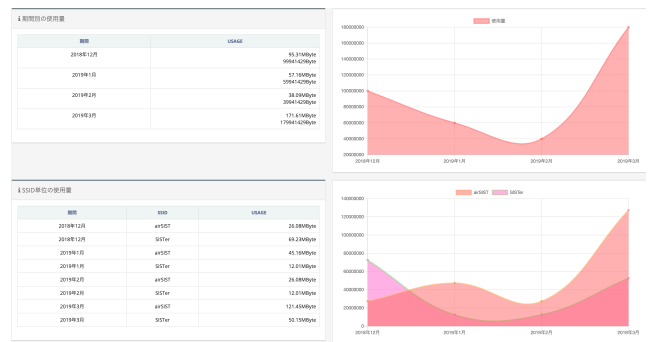 i 期間別の使用量
期間 USAGE
2018年12月 95.31MByte
99941429Byte
2019年1月 57.16MByte
59941429Byte
2019年2月 38.09MByte
39941429Byte
2019年3月 171.61MByte
179941429Byte
使用量
180000000
160000000
140000000
120000000
100000000
80000000
60000000
40000000
20000000
2018年12月 2019年1月 2019年2月 2019年3月
i SSID単位の使用量
期間 SSID USAGE
2018年12月 airSIST 26.08MByte
2018年12月 SISTer 69.23MByte
2019年1月 airSIST 45.16MByte
2019年1月 SISTer 12.01MByte
2019年2月 airSIST 26.08MByte
2019年2月 SISTer 12.01MByte
2019年3月 airSIST 121.45MByte
2019年3月 SISTer 50.15MByte
airSIST SISTer
140000000
120000000
100000000
80000000
60000000
40000000
20000000
0
2018年12月 2019年1月 2019年2月 2019年3月